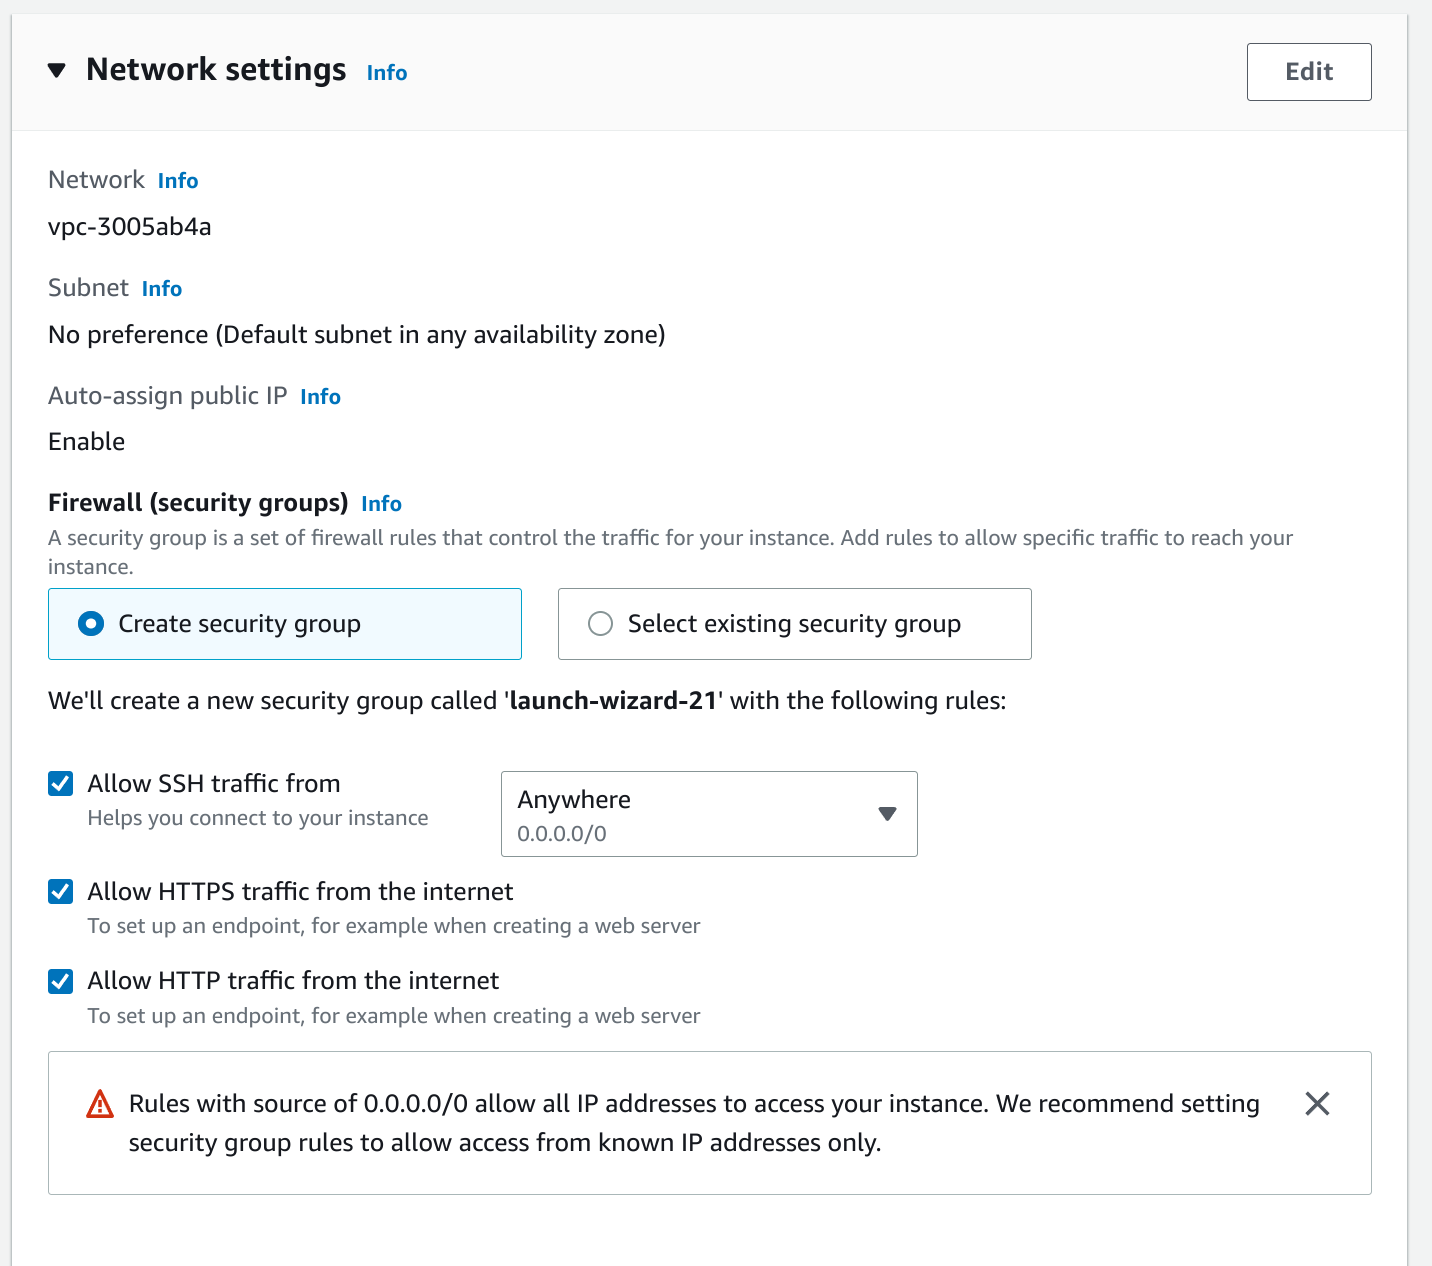 Network settings Info
Edit
Network Info
vpc-3005ab4a
Subnet Info
No preference (Default subnet in any availability zone)
Auto-assign public IP Info
Enable
Firewall (security groups) Info
A security group is a set of firewall rules that control the traffic for your instance. Add rules to allow specific traffic to reach your
instance.
Create security group
Select existing security group
We'll create a new security group called 'launch-wizard-21' with the following rules:
Allow SSH traffic from
Helps you connect to your instance
Anywhere
0.0.0.0/0
Allow HTTPS traffic from the internet
To set up an endpoint, for example when creating a web server
Allow HTTP traffic from the internet
To set up an endpoint, for example when creating a web server
Rules with source of 0.0.0.0/0 allow all IP addresses to access your instance. We recommend setting
security group rules to allow access from known IP addresses only.